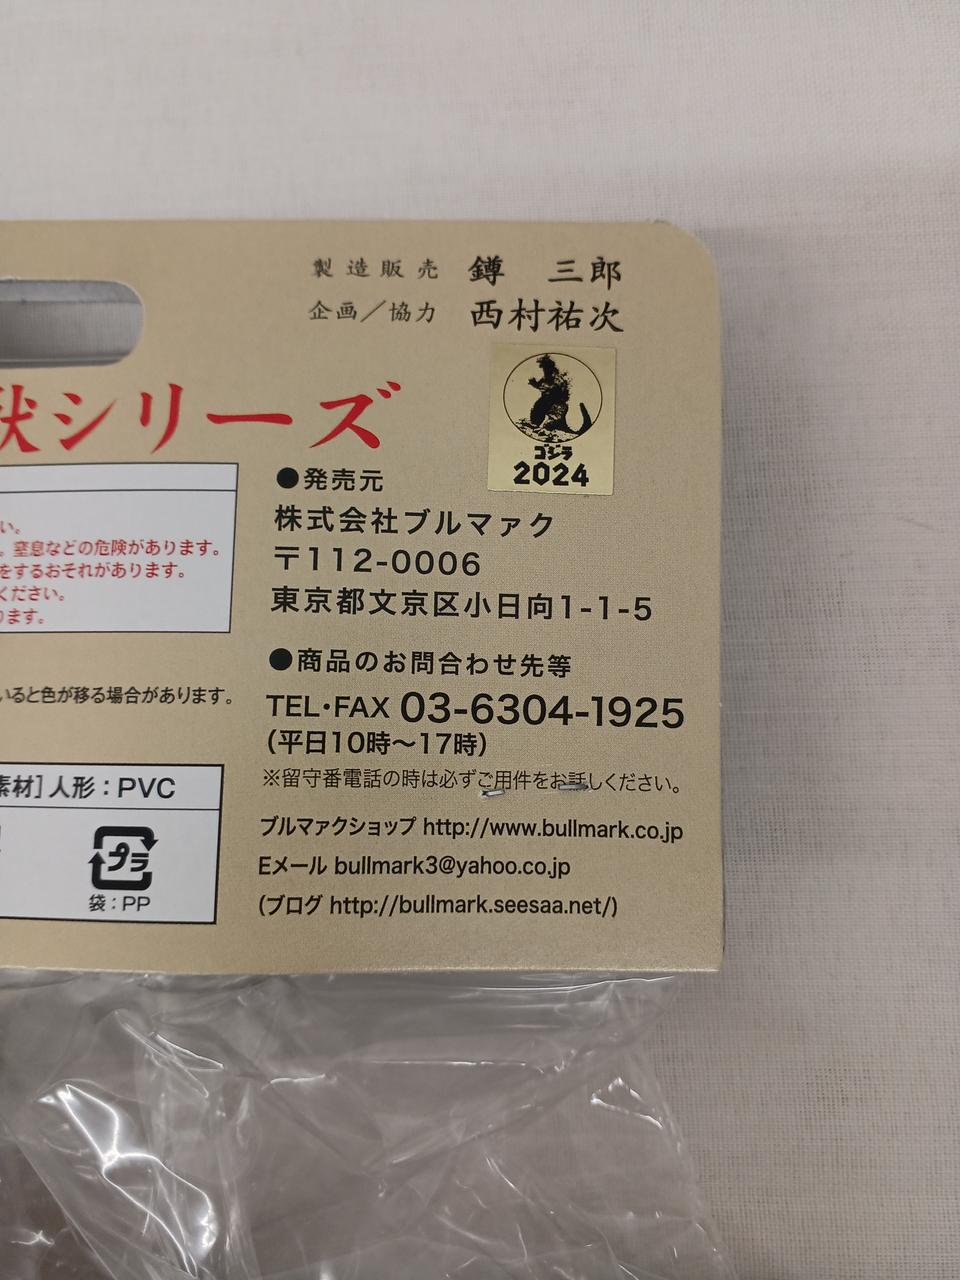 製造販売 鐏 三郎
企画／協力 西村祐次
獣シリーズ
ゴジラ
2024
い。
。窒息などの危険があります。
をするおそれがあります。
ください。
ります。
いると色が移る場合があります。
素材］人形：PVC
プラ
袋：PP
●発売元
株式会社ブルマァク
〒112-0006
東京都文京区小日向1-1-5
●商品のお問合わせ先等
TEL･FAX 03-6304-1925
(平日10時〜17時)
※留守番電話の時は必ずご用件をお話しください。
ブルマァクショップ http://www.bullmark.co.jp
Eメール bullmark3@yahoo.co.jp
(ブログ http://bullmark.seesaa.net/)